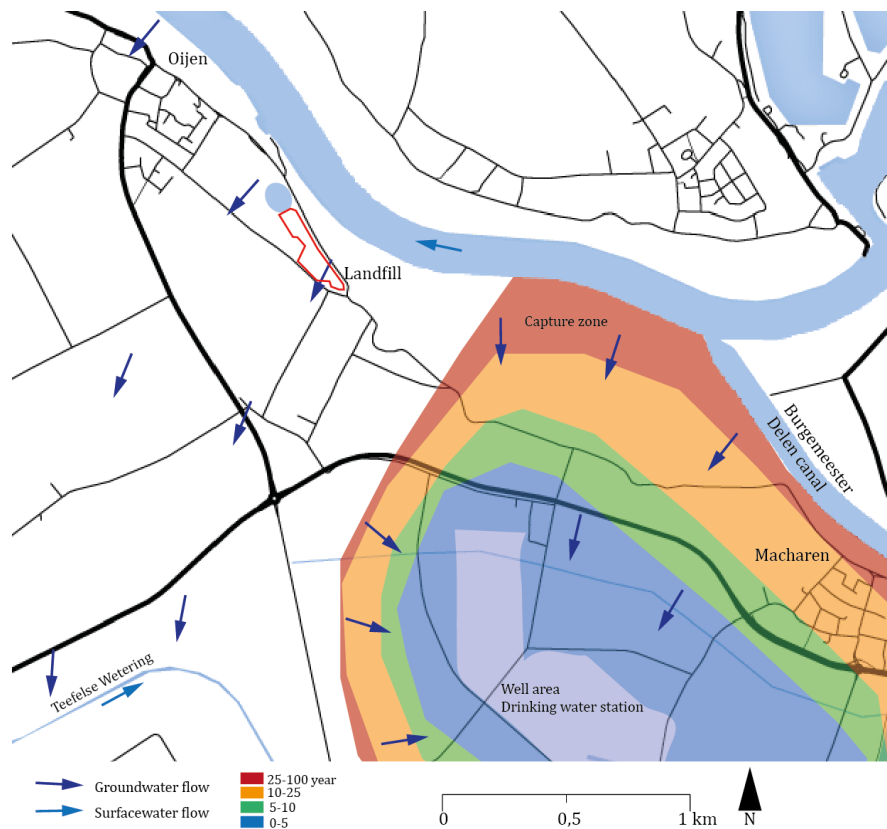 Oijen
Landfill
Capture zone
Burgemeester
Delen canal
Macharen
Well area
Drinking water station
Teefelse Wetering
Groundwater flow
Surfacewater flow
25-100 year
10-25
5-10
0-5
0 0,5 1 km
N